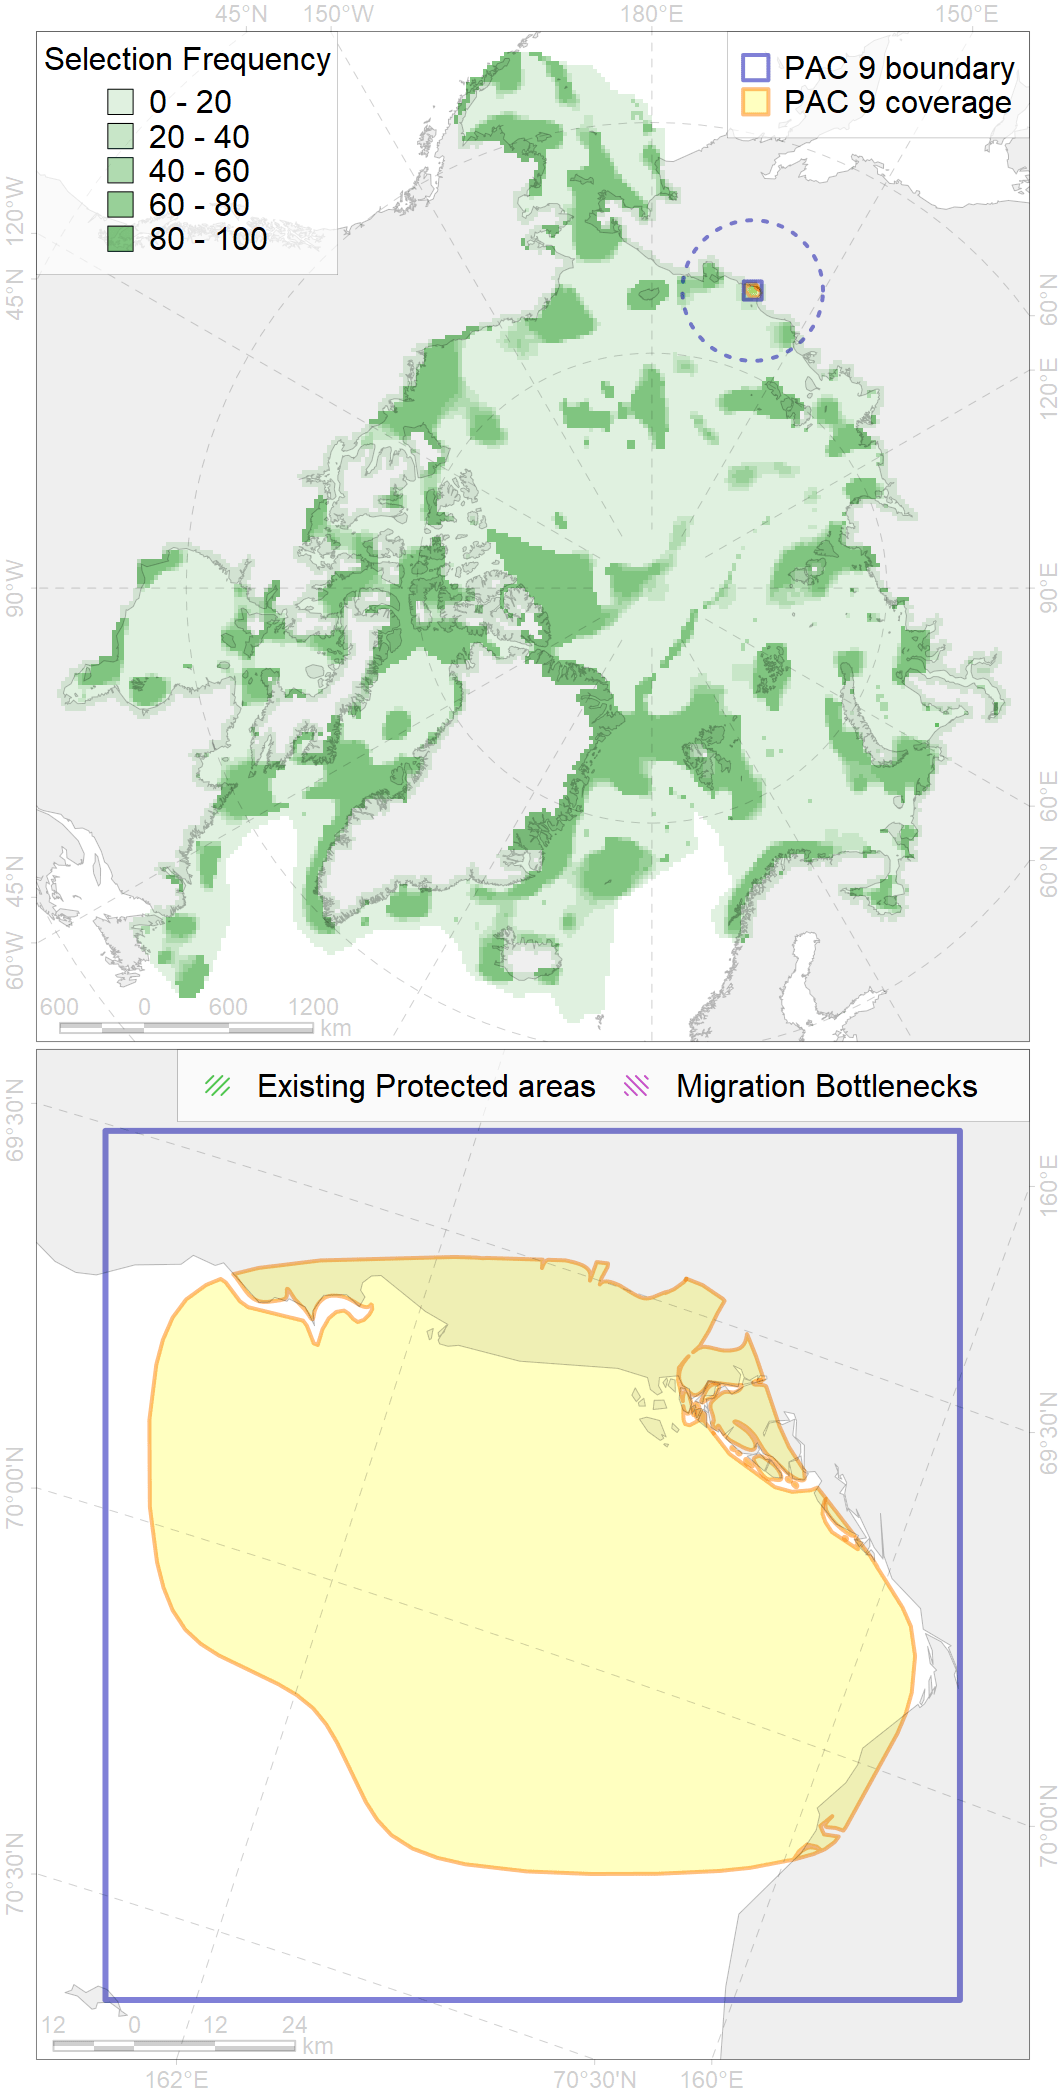 45°N 150°W 180°E 150°E
Selection Frequency
0 - 20
20 - 40
40 - 60
60 - 80
80 - 100
PAC 9 boundary
PAC 9 coverage
120°W
45°N
90°W
45°N
60°W
60°N
120°E
90°E
60°E
60°N
600 0 600 1200
km
Existing Protected areas Migration Bottlenecks
69°30'N
70°00'N
70°30'N
160°E
69°30'N
70°00'N
12 0 12 24
km
162°E 70°30'N 160°E